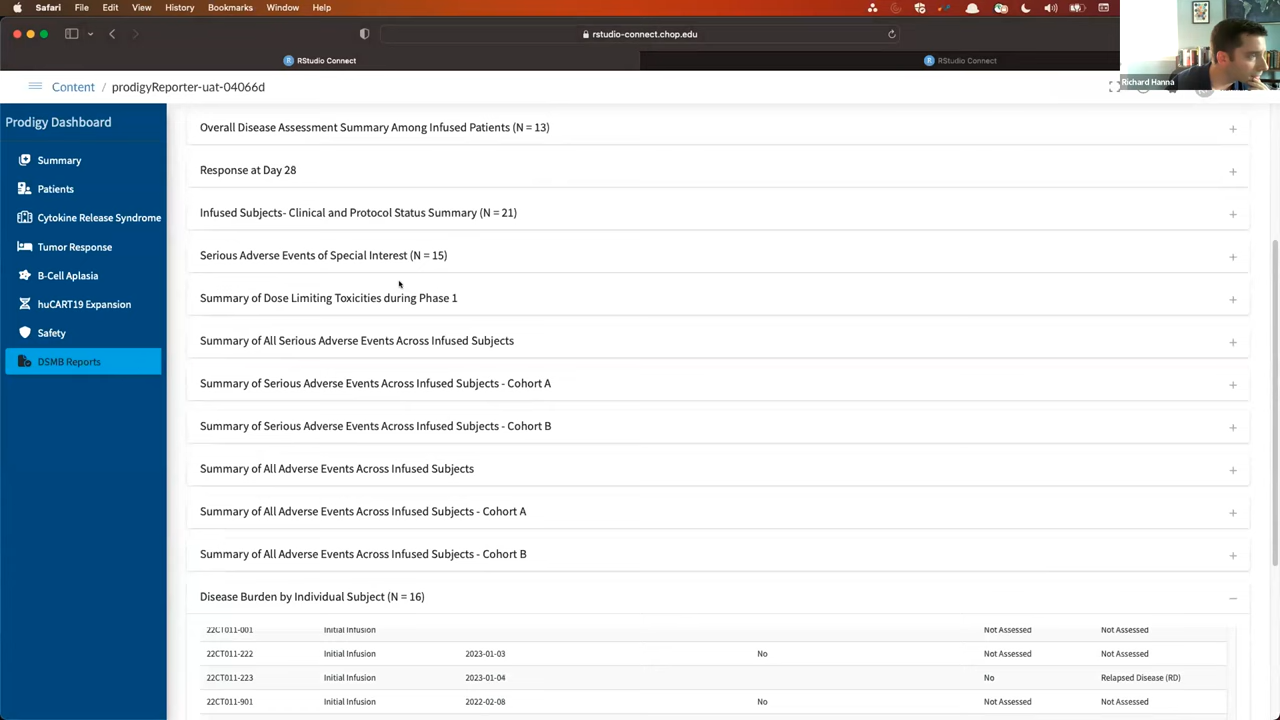 Safari File Edit View History Bookmarks Window Help
rstudio-connect.chop.edu
RStudio Connect
RStudio Connect
Richard Hanna
Content / prodigyReporter-uat-04066d
Prodigy Dashboard
Summary
Patients
Cytokine Release Syndrome
Tumor Response
B-Cell Aplasia
huCART19 Expansion
Safety
DSMB Reports
Overall Disease Assessment Summary Among Infused Patients (N = 13)
Response at Day 28
Infused Subjects- Clinical and Protocol Status Summary (N = 21)
Serious Adverse Events of Special Interest (N = 15)
Summary of Dose Limiting Toxicities during Phase 1
Summary of All Serious Adverse Events Across Infused Subjects
Summary of Serious Adverse Events Across Infused Subjects - Cohort A
Summary of Serious Adverse Events Across Infused Subjects - Cohort B
Summary of All Adverse Events Across Infused Subjects
Summary of All Adverse Events Across Infused Subjects - Cohort A
Summary of All Adverse Events Across Infused Subjects - Cohort B
Disease Burden by Individual Subject (N = 16)
22CT011-001 Initial Infusion Not Assessed Not Assessed
22CT011-222 Initial Infusion 2023-01-03 No Not Assessed Not Assessed
22CT011-223 Initial Infusion 2023-01-04 No Relapsed Disease (RD)
22CT011-901 Initial Infusion 2022-02-08 No Not Assessed Not Assessed